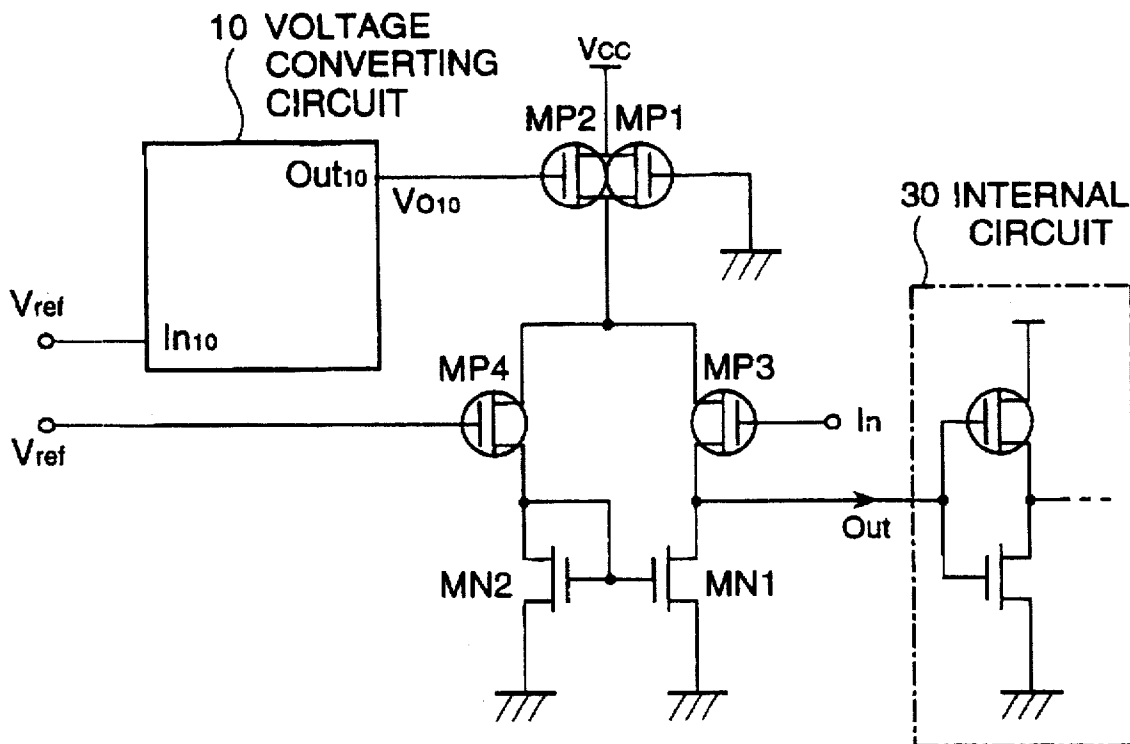 10 VOLTAGE
CONVERTING
CIRCUIT
Vcc
MP2 MP1
Out10
Vo10
30 INTERNAL
CIRCUIT
Vref
In10
MP4
MP3
In
Vref
Out
MN2
MN1